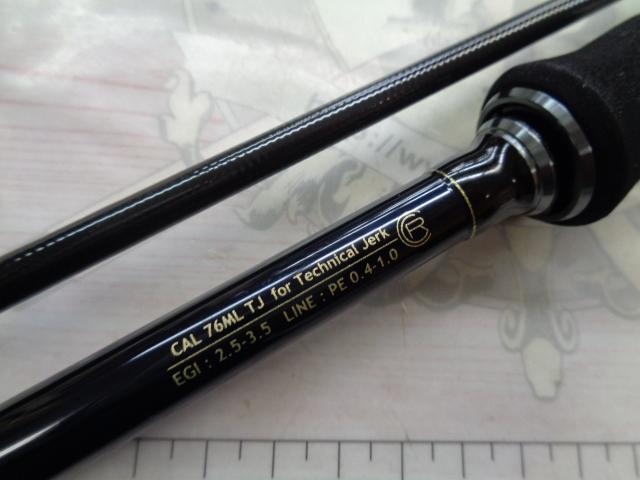 CAL 76ML TJ for Technical Jerk
EGI : 2.5-3.5 LINE : PE 0.4-1.0